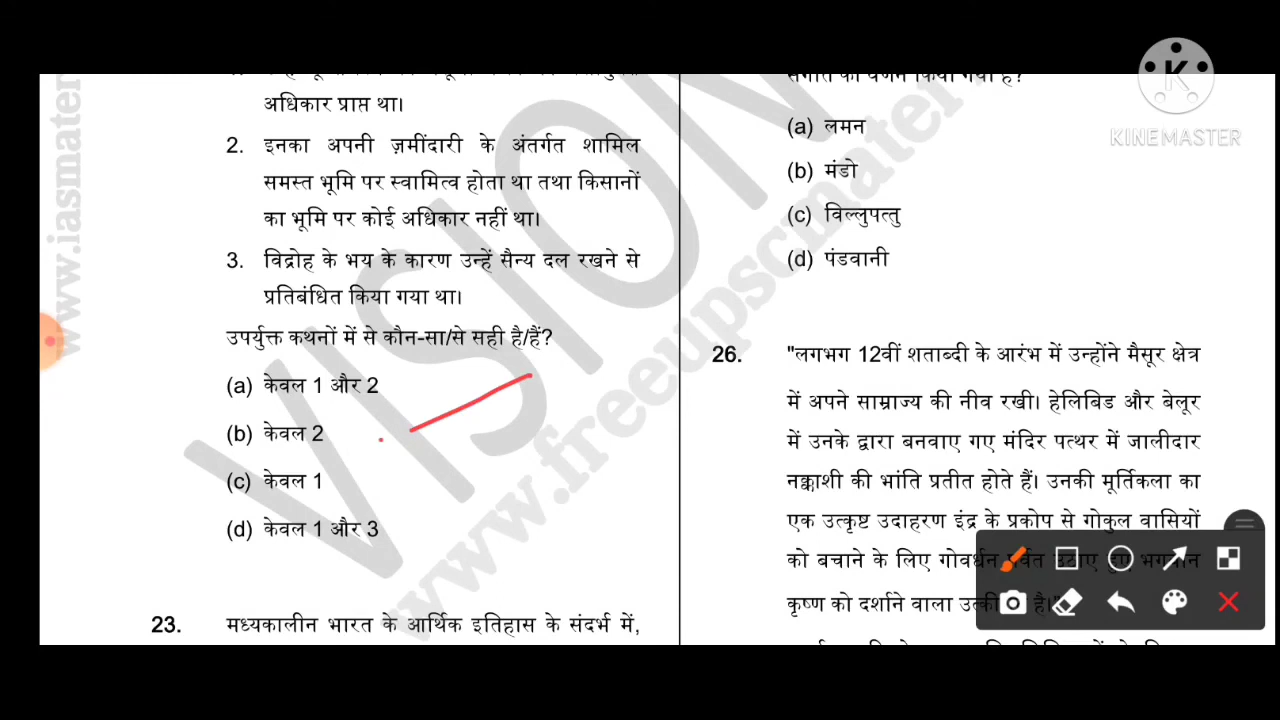 अधिकार प्राप्त था।
2. इनका अपनी ज़मींदारी के अंतर्गत शामिल
समस्त भूमि पर स्वामित्व होता था तथा किसानों
का भूमि पर कोई अधिकार नहीं था।
3. विद्रोह के भय के कारण उन्हें सैन्य दल रखने से
प्रतिबंधित किया गया था।
उपर्युक्त कथनों में से कौन-सा/से सही है/हैं?
(a) केवल 1 और 2
(b) केवल 2
(c) केवल 1
(d) केवल 1 और 3
23. मध्यकालीन भारत के आर्थिक इतिहास के संदर्भ में,
(a) लमन
(b) मंडो
(c) विल्लुपत्तु
(d) पंडवानी
26. "लगभग 12वीं शताब्दी के आरंभ में उन्होंने मैसूर क्षेत्र
में अपने साम्राज्य की नीव रखी। हेलिबिड और बेलूर
में उनके द्वारा बनवाए गए मंदिर पत्थर में जालीदार
नक्काशी की भांति प्रतीत होते हैं। उनकी मूर्तिकला का
एक उत्कृष्ट उदाहरण इंद्र के प्रकोप से गोकुल वासियों
को बचाने के लिए गोवर्धन
कृष्ण को दर्शाने वाला
K
KINEMASTER
VISION
www.iasmater
www.freeupscmater